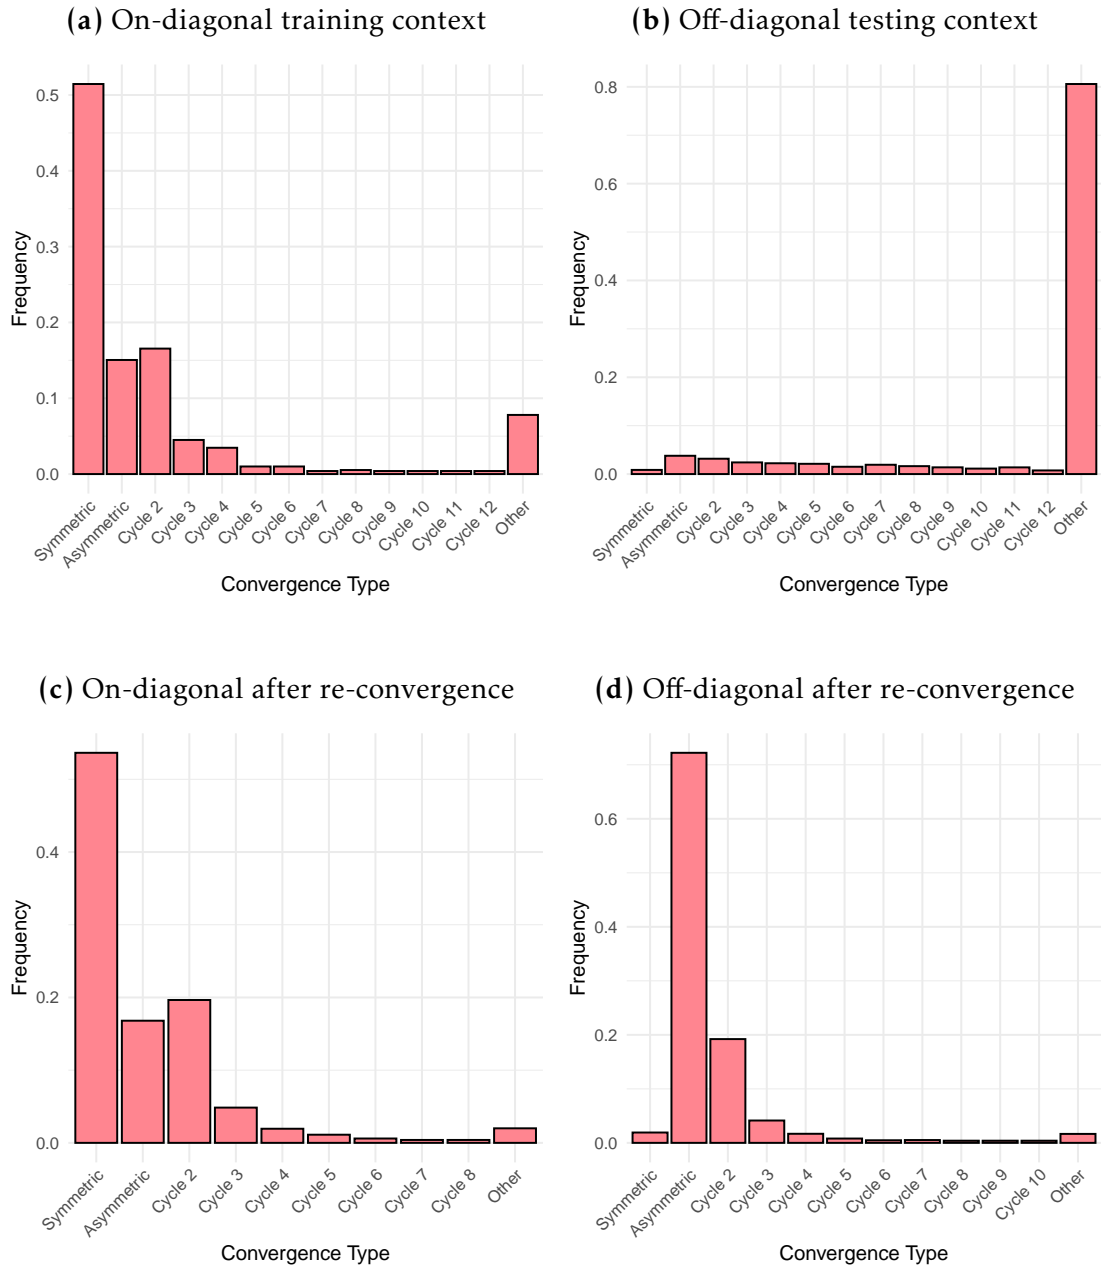 (a) On-diagonal training context
Frequency
0.5
0.4
0.3
0.2
0.1
0.0
Symmetric
Asymmetric
Cycle 2
Cycle 3
Cycle 4
Cycle 5
Cycle 6
Cycle 7
Cycle 8
Cycle 9
Cycle 10
Cycle 11
Cycle 12
Other
Convergence Type
(b) Off-diagonal testing context
Frequency
0.8
0.6
0.4
0.2
0.0
Symmetric
Asymmetric
Cycle 2
Cycle 3
Cycle 4
Cycle 5
Cycle 6
Cycle 7
Cycle 8
Cycle 9
Cycle 10
Cycle 11
Cycle 12
Other
Convergence Type
(c) On-diagonal after re-convergence
Frequency
0.4
0.2
0.0
Symmetric
Asymmetric
Cycle 2
Cycle 3
Cycle 4
Cycle 5
Cycle 6
Cycle 7
Cycle 8
Other
Convergence Type
(d) Off-diagonal after re-convergence
Frequency
0.6
0.4
0.2
0.0
Symmetric
Asymmetric
Cycle 2
Cycle 3
Cycle 4
Cycle 5
Cycle 6
Cycle 7
Cycle 8
Cycle 9
Cycle 10
Other
Convergence Type